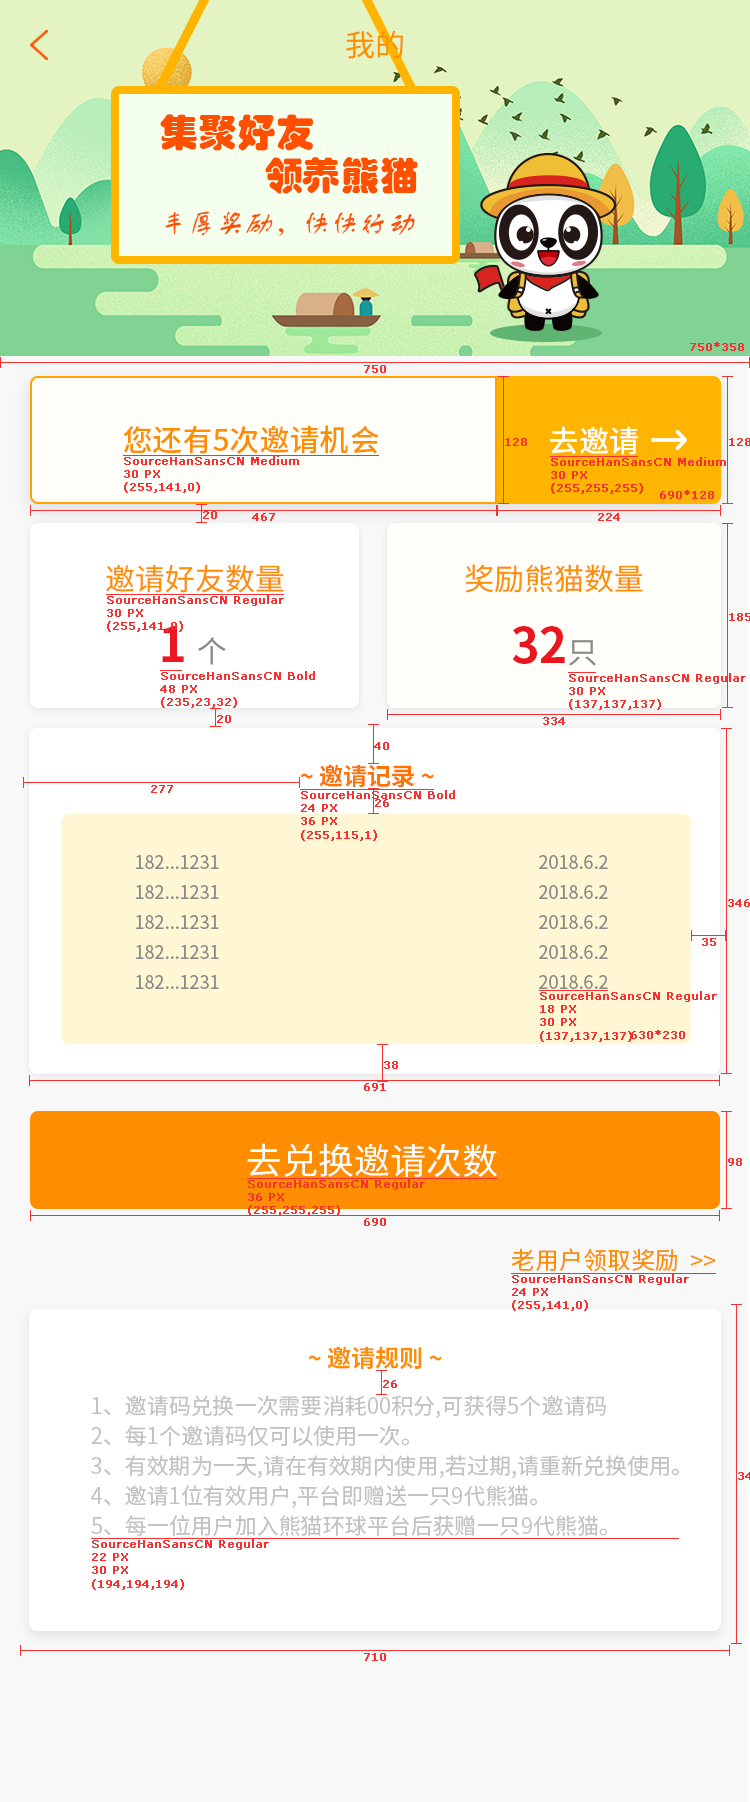 我的
集聚好友
领养熊猫
丰厚奖励，快快行动
750*358
750
您还有5次邀请机会
SourceHanSansCN Medium
30 PX
(255,141,0)
128
去邀请 →
SourceHanSansCN Medium
30 PX
(255,255,255)
690*128
128
20
467
224
邀请好友数量
SourceHanSansCN Regular
30 PX
(255,141,0)
1 个
SourceHanSansCN Bold
48 PX
(235,23,32)
奖励熊猫数量
32只
SourceHanSansCN Regular
30 PX
(137,137,137)
185
20
334
40
~ 邀请记录 ~
277
SourceHanSansCN Bold
24 PX
36 PX
(255,115,1)
26
182...1231 2018.6.2
182...1231 2018.6.2
182...1231 2018.6.2
182...1231 2018.6.2
182...1231 2018.6.2
346
35
SourceHanSansCN Regular
18 PX
30 PX
(137,137,137)
630*230
38
691
去兑换邀请次数
SourceHanSansCN Regular
36 PX
(255,255,255)
98
690
老用户领取奖励 >>
SourceHanSansCN Regular
24 PX
(255,141,0)
~ 邀请规则 ~
26
1、邀请码兑换一次需要消耗00积分,可获得5个邀请码
2、每1个邀请码仅可以使用一次。
3、有效期为一天,请在有效期内使用,若过期,请重新兑换使用。
4、邀请1位有效用户,平台即赠送一只9代熊猫。
5、每一位用户加入熊猫环球平台后获赠一只9代熊猫。
34
SourceHanSansCN Regular
22 PX
30 PX
(194,194,194)
710